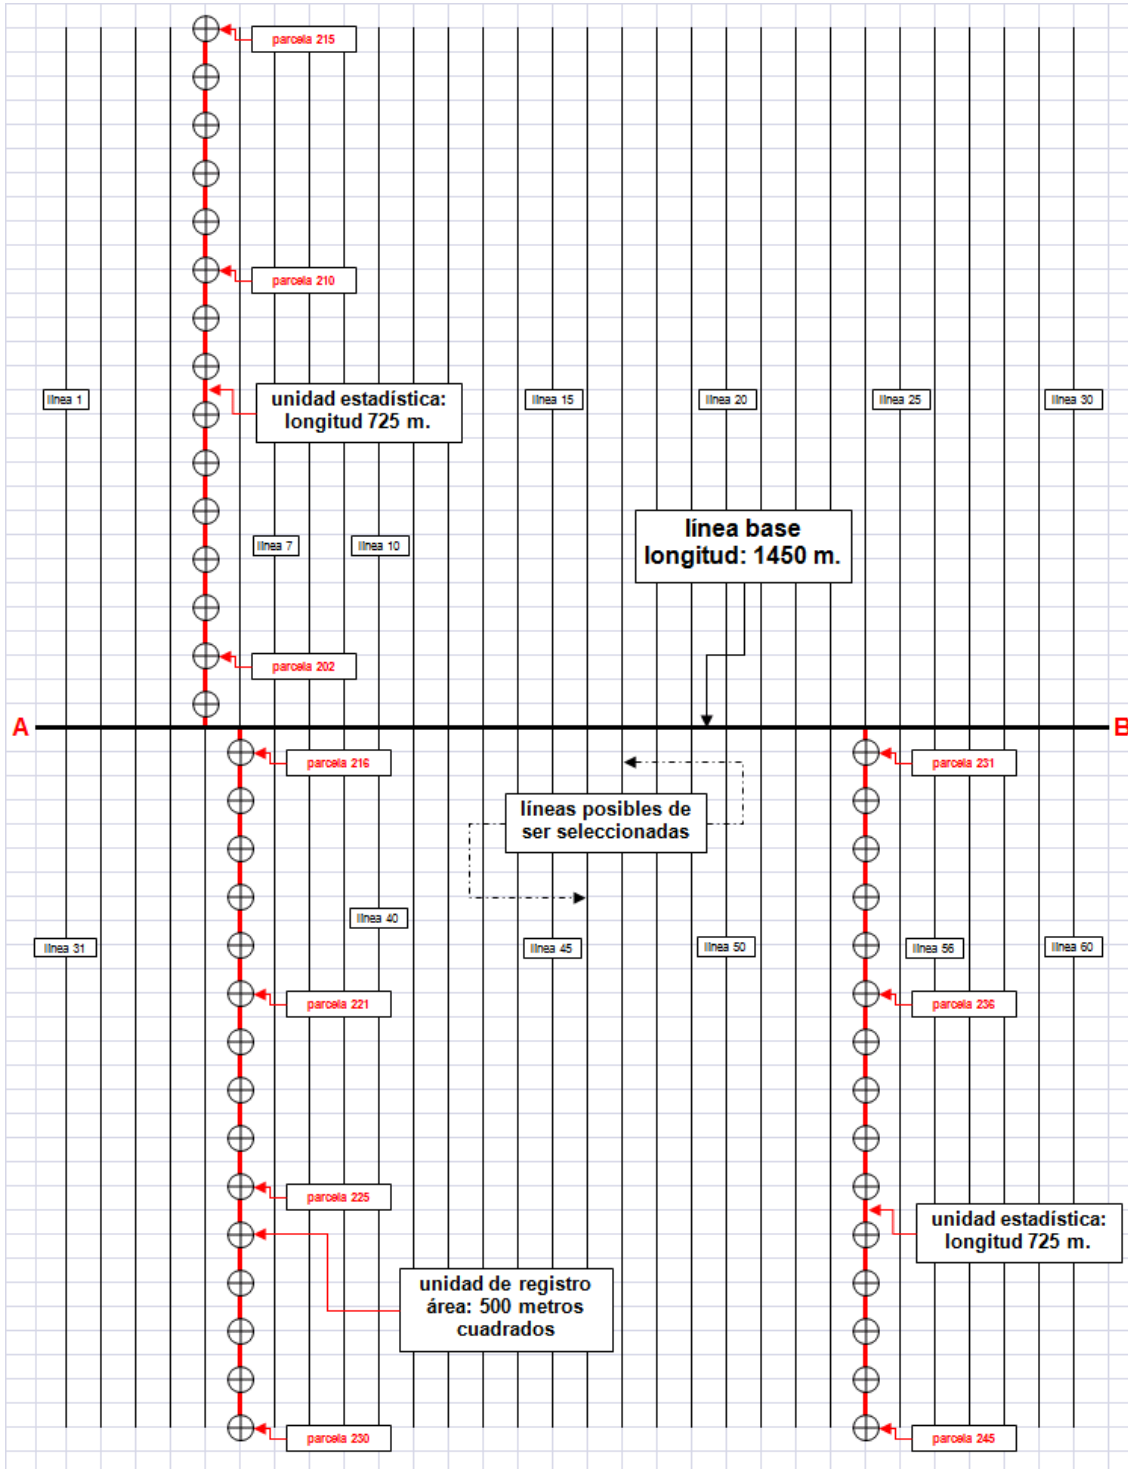 parcela 215
parcela 210
línea 1
unidad estadística:
longitud 725 m.
línea 15
línea 20
línea 25
línea 30
línea 7
línea 10
línea base
longitud: 1450 m.
parcela 202
A
B
parcela 216
parcela 231
líneas posibles de
ser seleccionadas
línea 40
línea 31
línea 45
línea 50
línea 56
línea 60
parcela 221
parcela 236
parcela 225
unidad estadística:
longitud 725 m.
unidad de registro
área: 500 metros
cuadrados
parcela 230
parcela 245